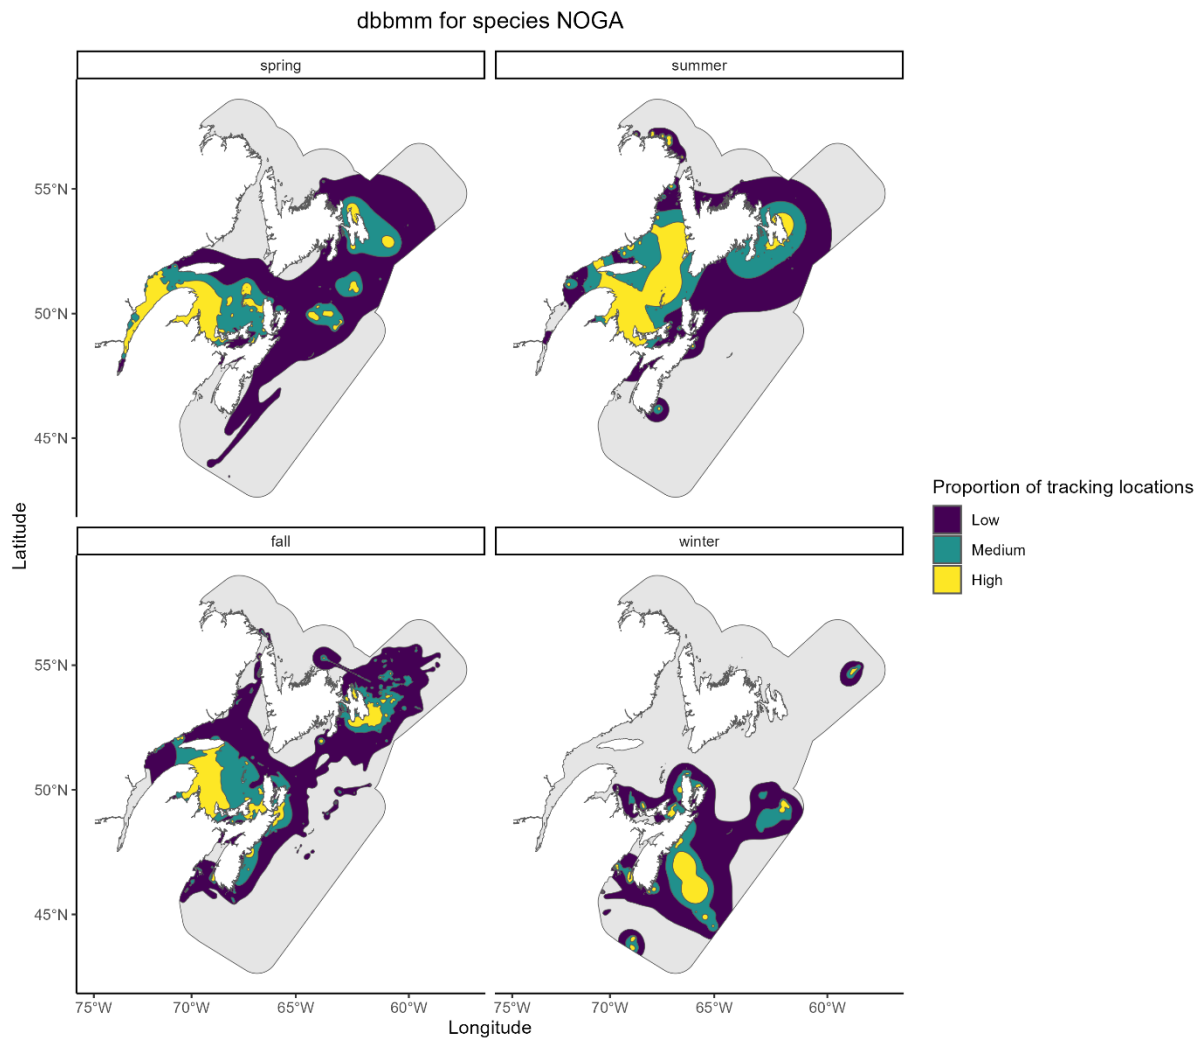 dbbmm for species NOGA
spring
summer
55°N
50°N
45°N
Latitude
Proportion of tracking locations
Low
Medium
High
fall
winter
55°N
50°N
45°N
75°W 70°W 65°W 60°W 75°W 70°W 65°W 60°W
Longitude